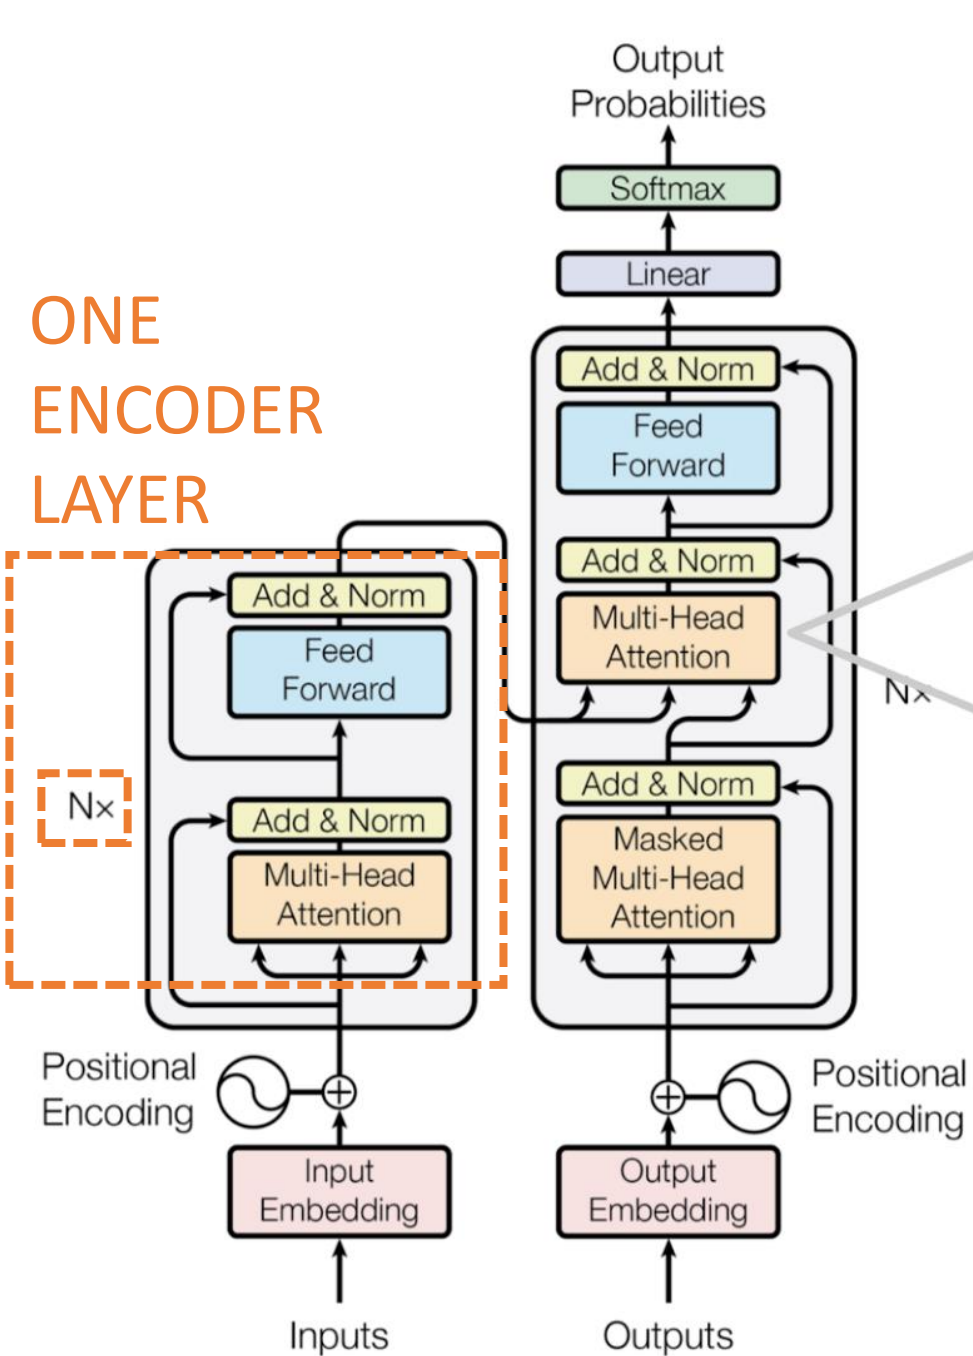 Output
Probabilities
Softmax
Linear
Add & Norm
Feed
Forward
Add & Norm
Multi-Head
Attention
N×
Add & Norm
Masked
Multi-Head
Attention
Positional
Encoding
Output
Embedding
Outputs
ONE
ENCODER
LAYER
Add & Norm
Feed
Forward
N×
Add & Norm
Multi-Head
Attention
Positional
Encoding
Input
Embedding
Inputs